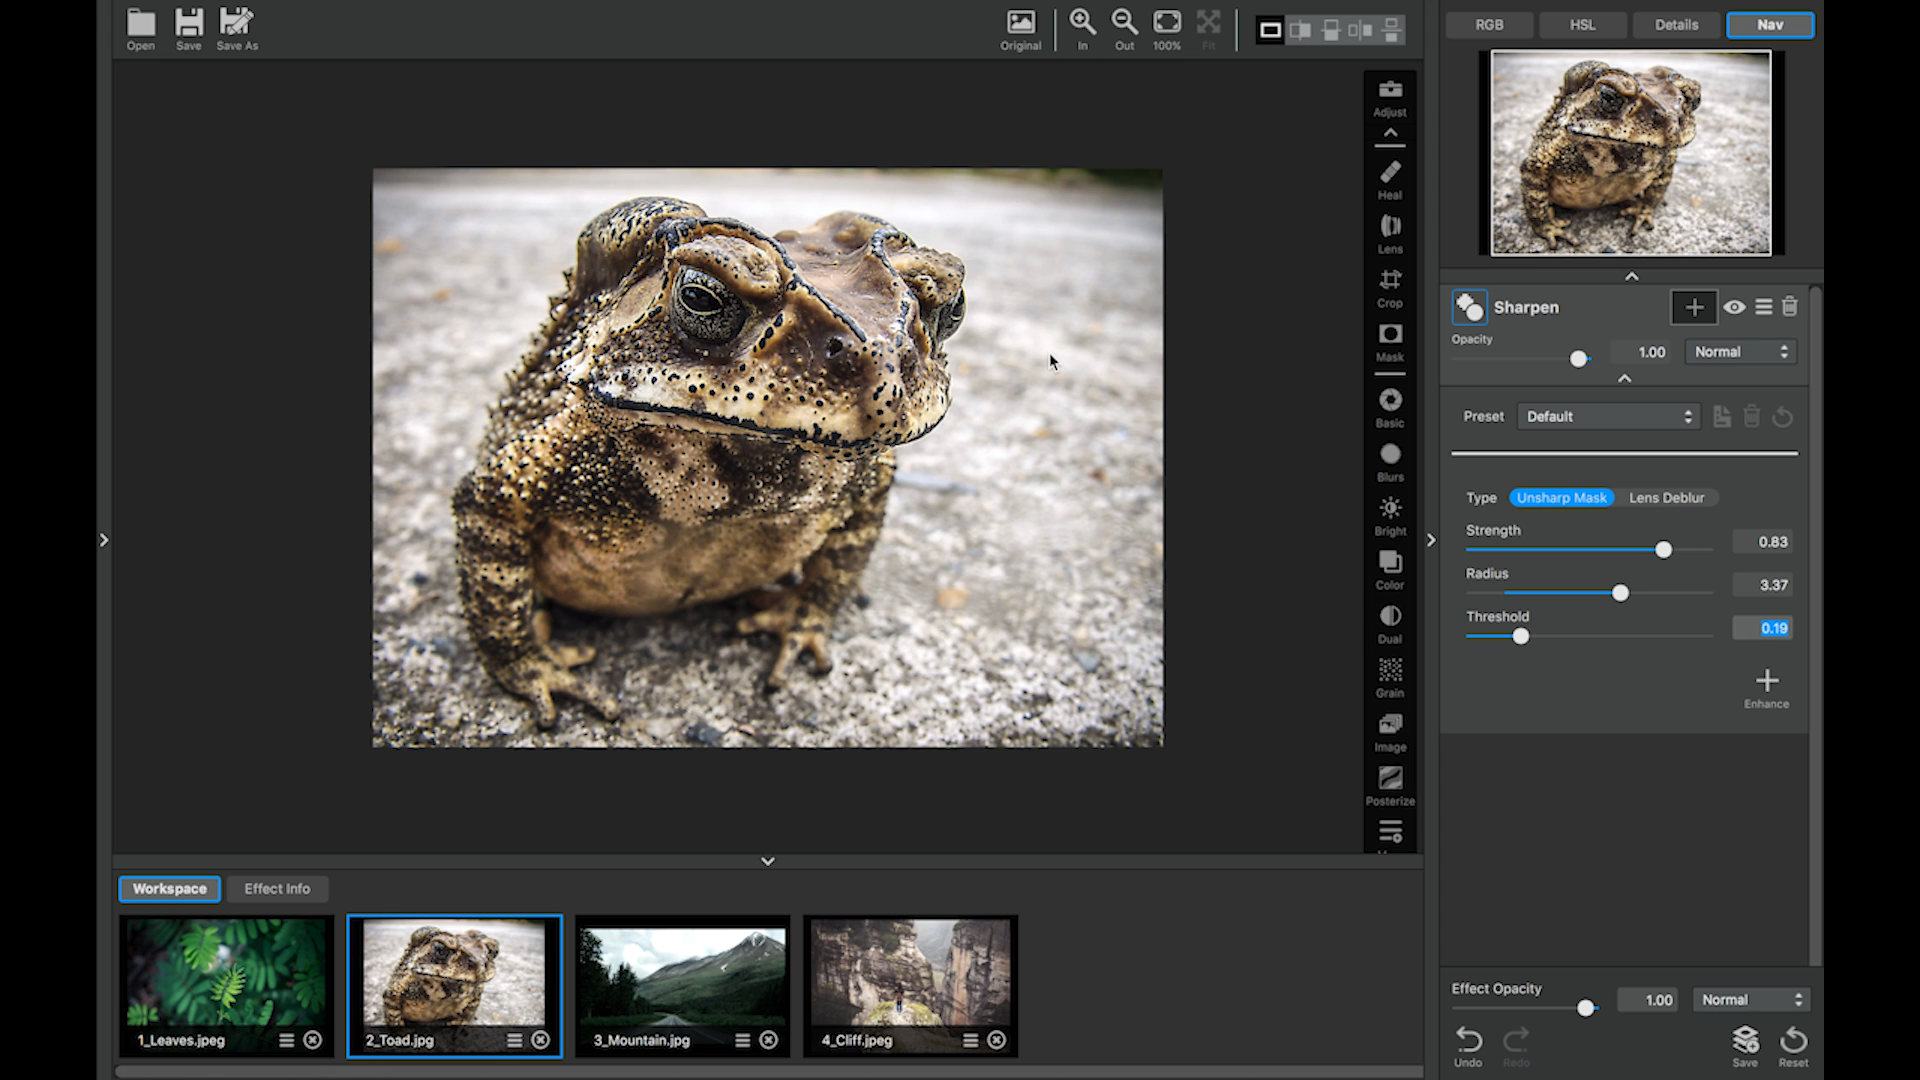 Open Save Save As Original In Out 100% Fit
RGB HSL Details Nav
Adjust
Heal
Lens
Crop
Mask
Basic
Blurs
Bright
Color
Dual
Grain
Image
Posterize
Sharpen
Opacity 1.00 Normal
Preset Default
Type Unsharp Mask Lens Deblur
Strength 0.83
Radius 3.37
Threshold 0.19
Enhance
Workspace Effect Info
1_Leaves.jpeg 2_Toad.jpg 3_Mountain.jpg 4_Cliff.jpeg
Effect Opacity 1.00 Normal
Undo Redo Save Reset